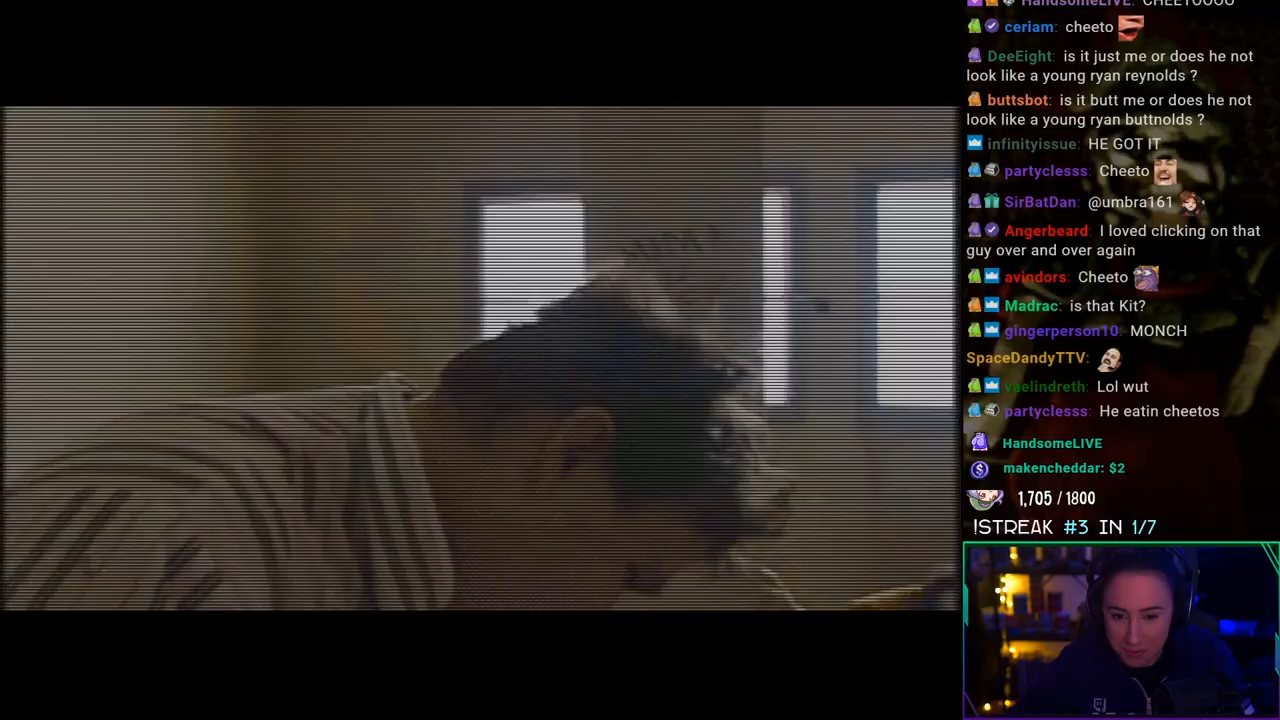 HandsomeLIVE: CHEETOOOO
ceriam: cheeto
DeeEight: is it just me or does he not
look like a young ryan reynolds ?
buttsbot: is it butt me or does he not
look like a young ryan buttnolds ?
infinityissue: HE GOT IT
partyclesss: Cheeto
SirBatDan: @umbra161
Angerbeard: I loved clicking on that
guy over and over again
avindors: Cheeto
Madrac: is that Kit?
gingerperson10: MONCH
SpaceDandyTTV:
vaelindreth: Lol wut
partyclesss: He eatin cheetos
HandsomeLIVE
makencheddar: $2
1,705 / 1800
!STREAK #3 IN 1/7